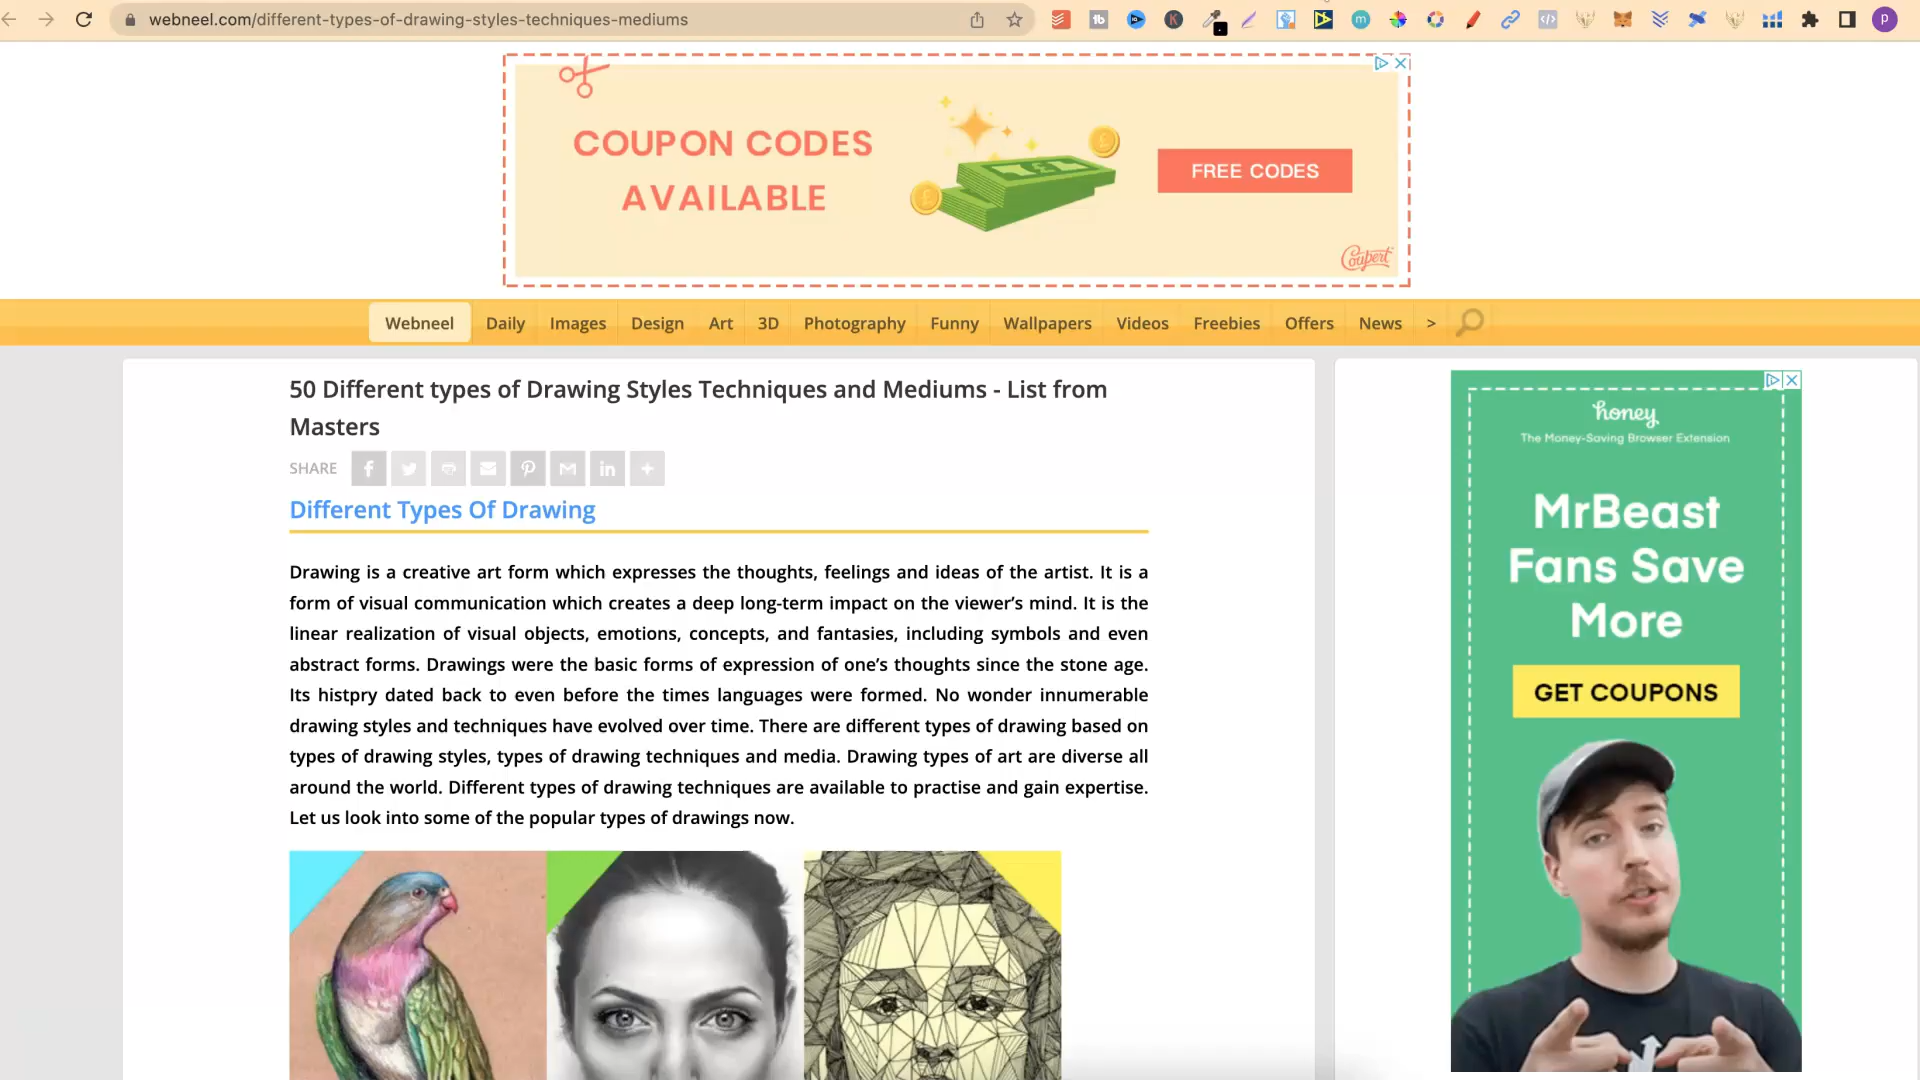 webneel.com/different-types-of-drawing-styles-techniques-mediums
COUPON CODES
AVAILABLE
FREE CODES
Coupert
Webneel Daily Images Design Art 3D Photography Funny Wallpapers Videos Freebies Offers News >
50 Different types of Drawing Styles Techniques and Mediums - List from
Masters
SHARE
Different Types Of Drawing
Drawing is a creative art form which expresses the thoughts, feelings and ideas of the artist. It is a
form of visual communication which creates a deep long-term impact on the viewer’s mind. It is the
linear realization of visual objects, emotions, concepts, and fantasies, including symbols and even
abstract forms. Drawings were the basic forms of expression of one’s thoughts since the stone age.
Its histpry dated back to even before the times languages were formed. No wonder innumerable
drawing styles and techniques have evolved over time. There are different types of drawing based on
types of drawing styles, types of drawing techniques and media. Drawing types of art are diverse all
around the world. Different types of drawing techniques are available to practise and gain expertise.
Let us look into some of the popular types of drawings now.
honey
The Money-Saving Browser Extension
MrBeast
Fans Save
More
GET COUPONS